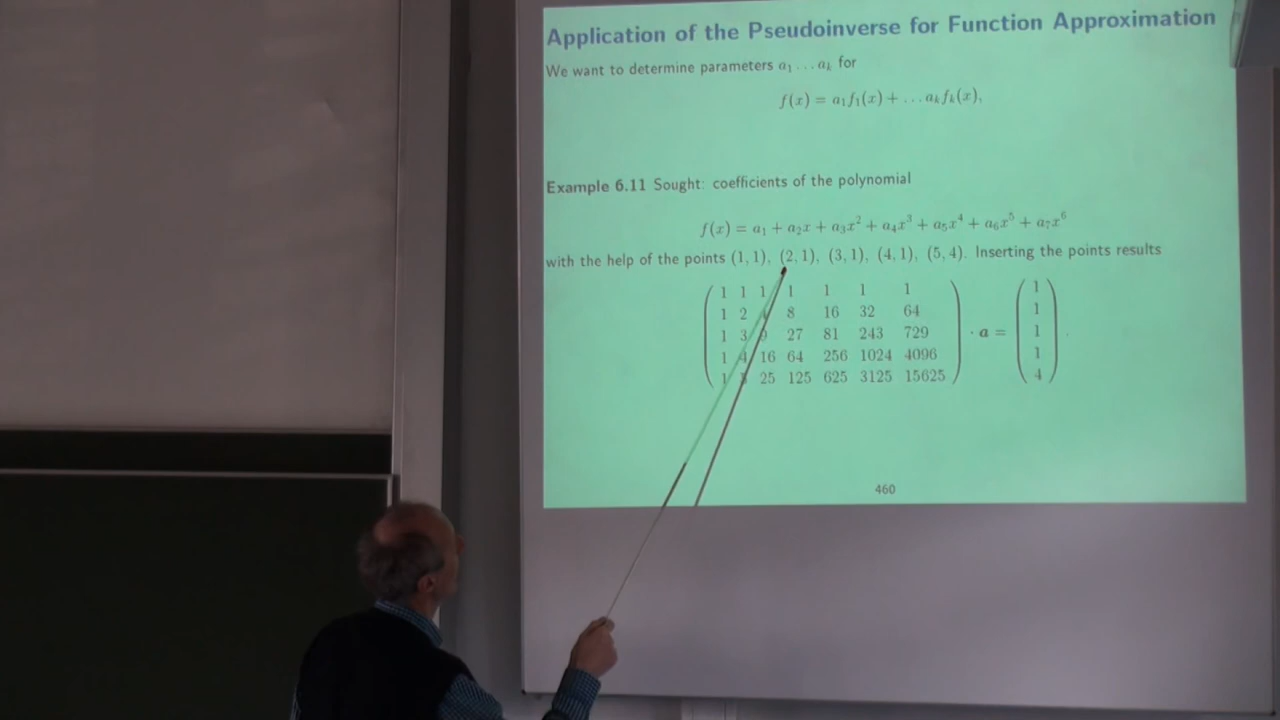 Application of the Pseudoinverse for Function Approximation
We want to determine parameters a₁ … aₖ for
f(x) = a₁f₁(x) + … aₖfₖ(x),
Example 6.11 Sought: coefficients of the polynomial
f(x) = a₁ + a₂x + a₃x² + a₄x³ + a₅x⁴ + a₆x⁵ + a₇x⁶
with the help of the points (1, 1), (2, 1), (3, 1), (4, 1), (5, 4). Inserting the points results
1 1 1 1 1 1 1 1
1 2 8 16 32 64 1
1 3 9 27 81 243 729 · a = 1
1 4 16 64 256 1024 4096 1
1 25 125 625 3125 15625 4
460